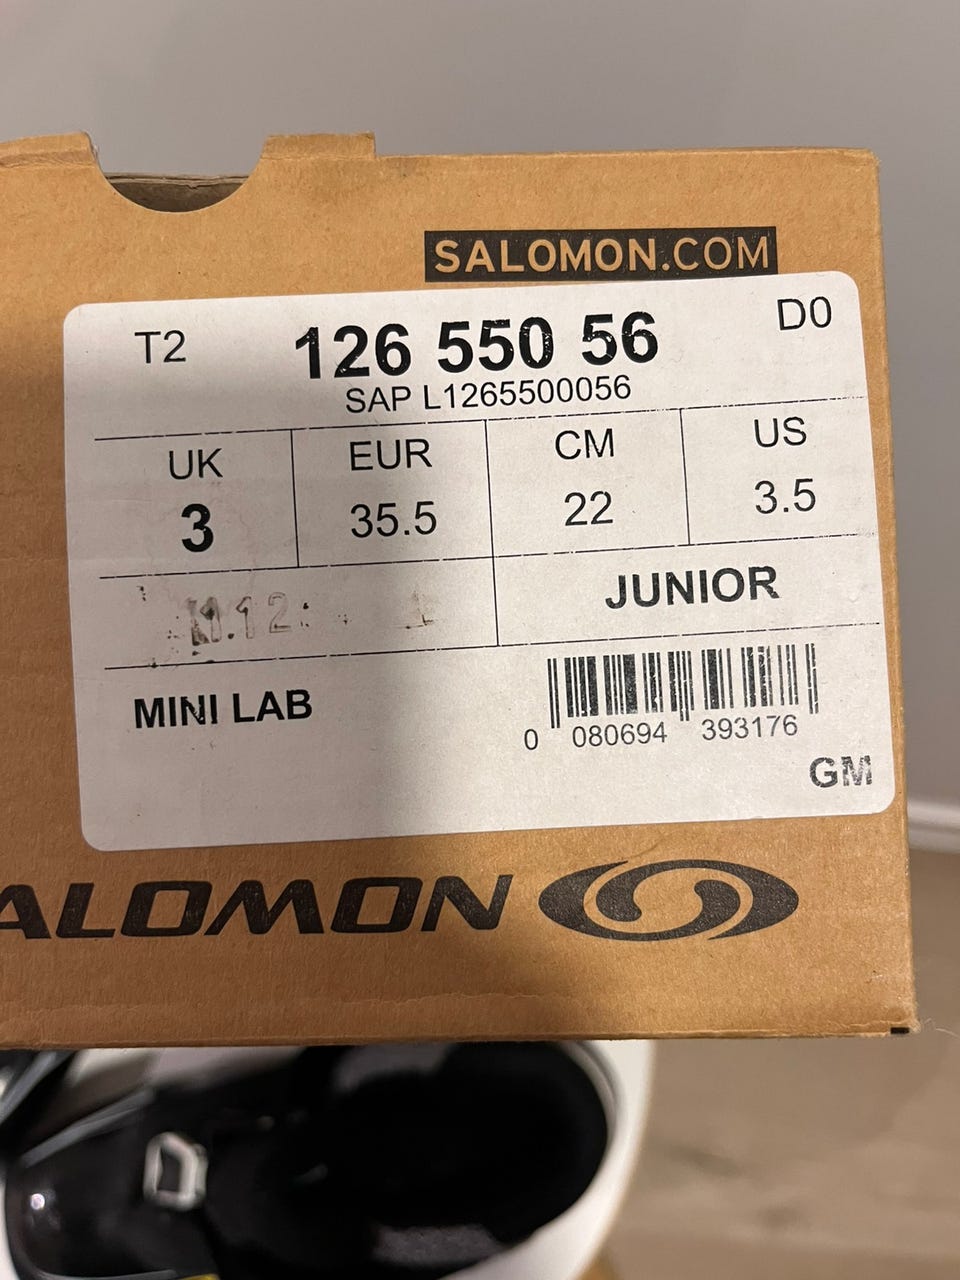 SALOMON.COM
T2 126 550 56 D0
SAP L1265500056
UK EUR CM US
3 35.5 22 3.5
JUNIOR
MINI LAB
0 080694 393176
GM
ALOMON